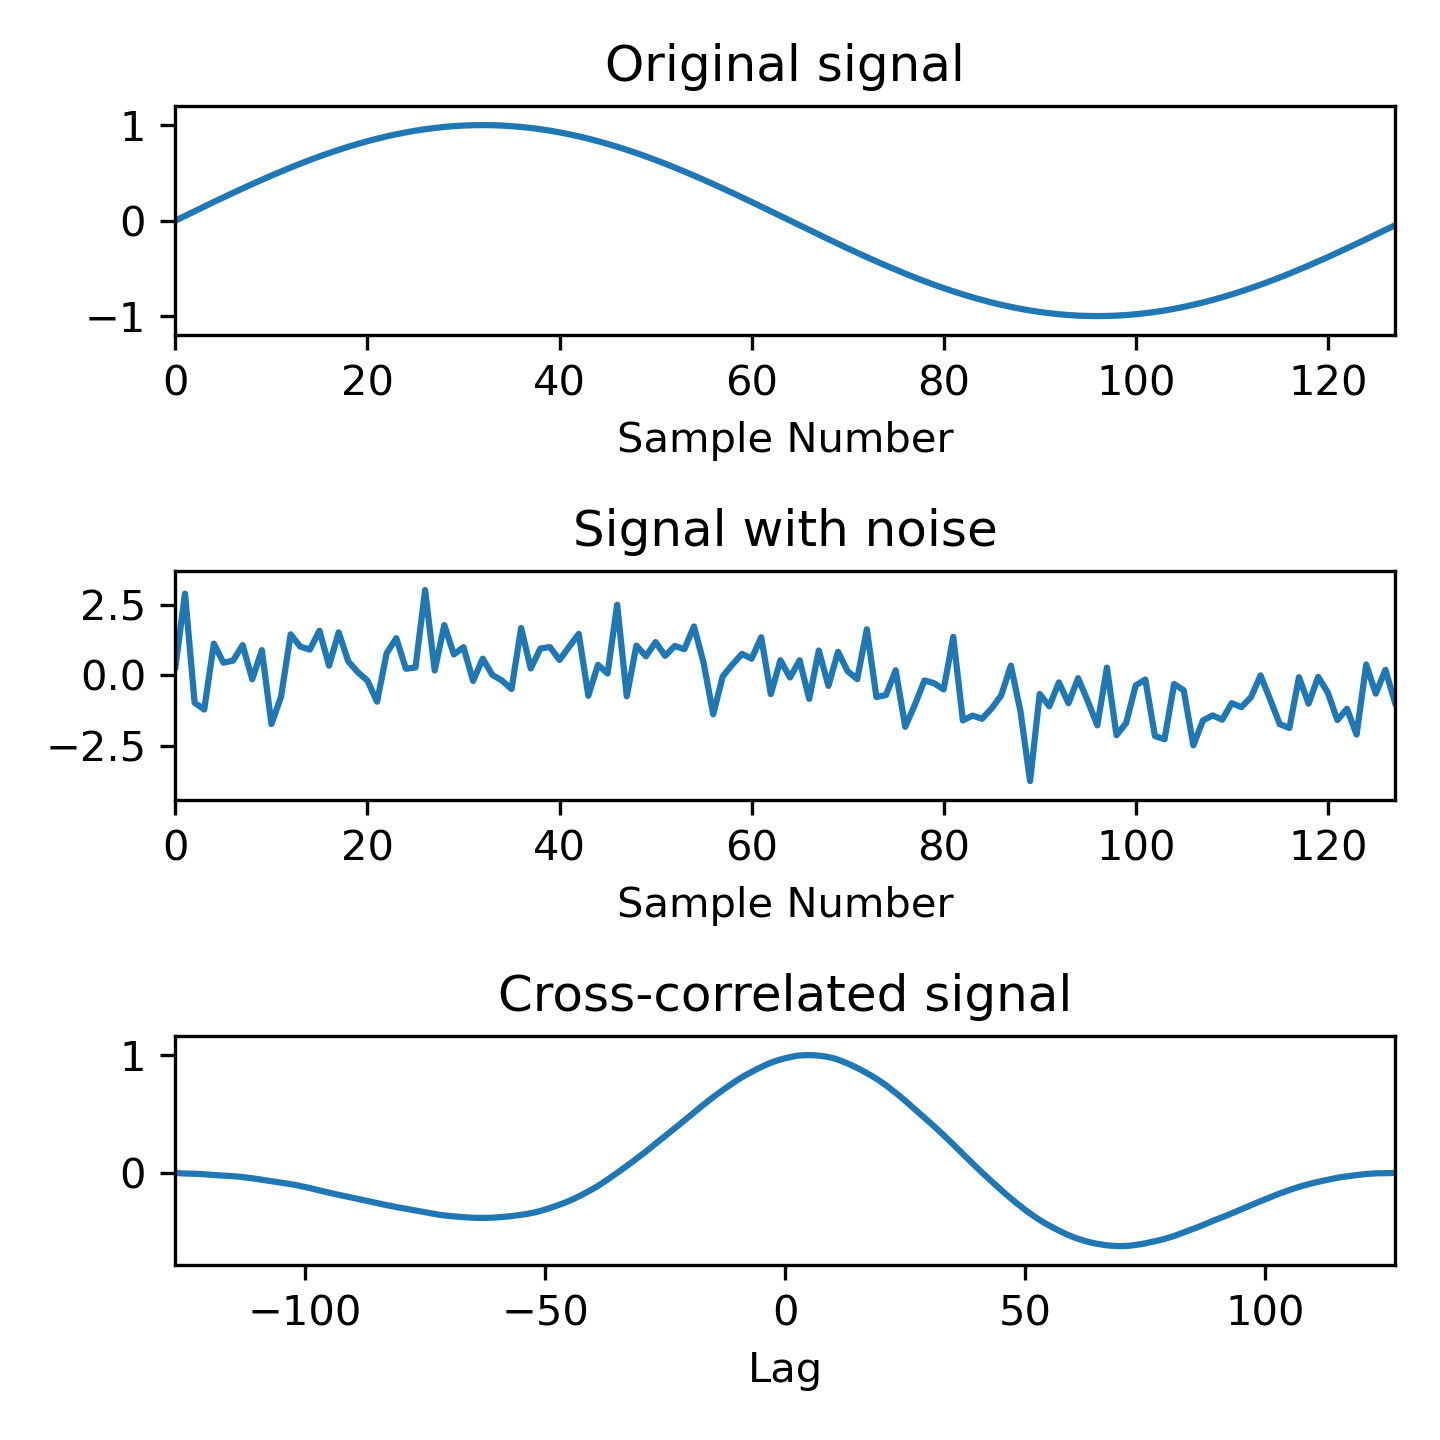 Original signal
1
0
−1
0 20 40 60 80 100 120
Sample Number
Signal with noise
2.5
0.0
−2.5
0 20 40 60 80 100 120
Sample Number
Cross-correlated signal
1
0
−100 −50 0 50 100
Lag